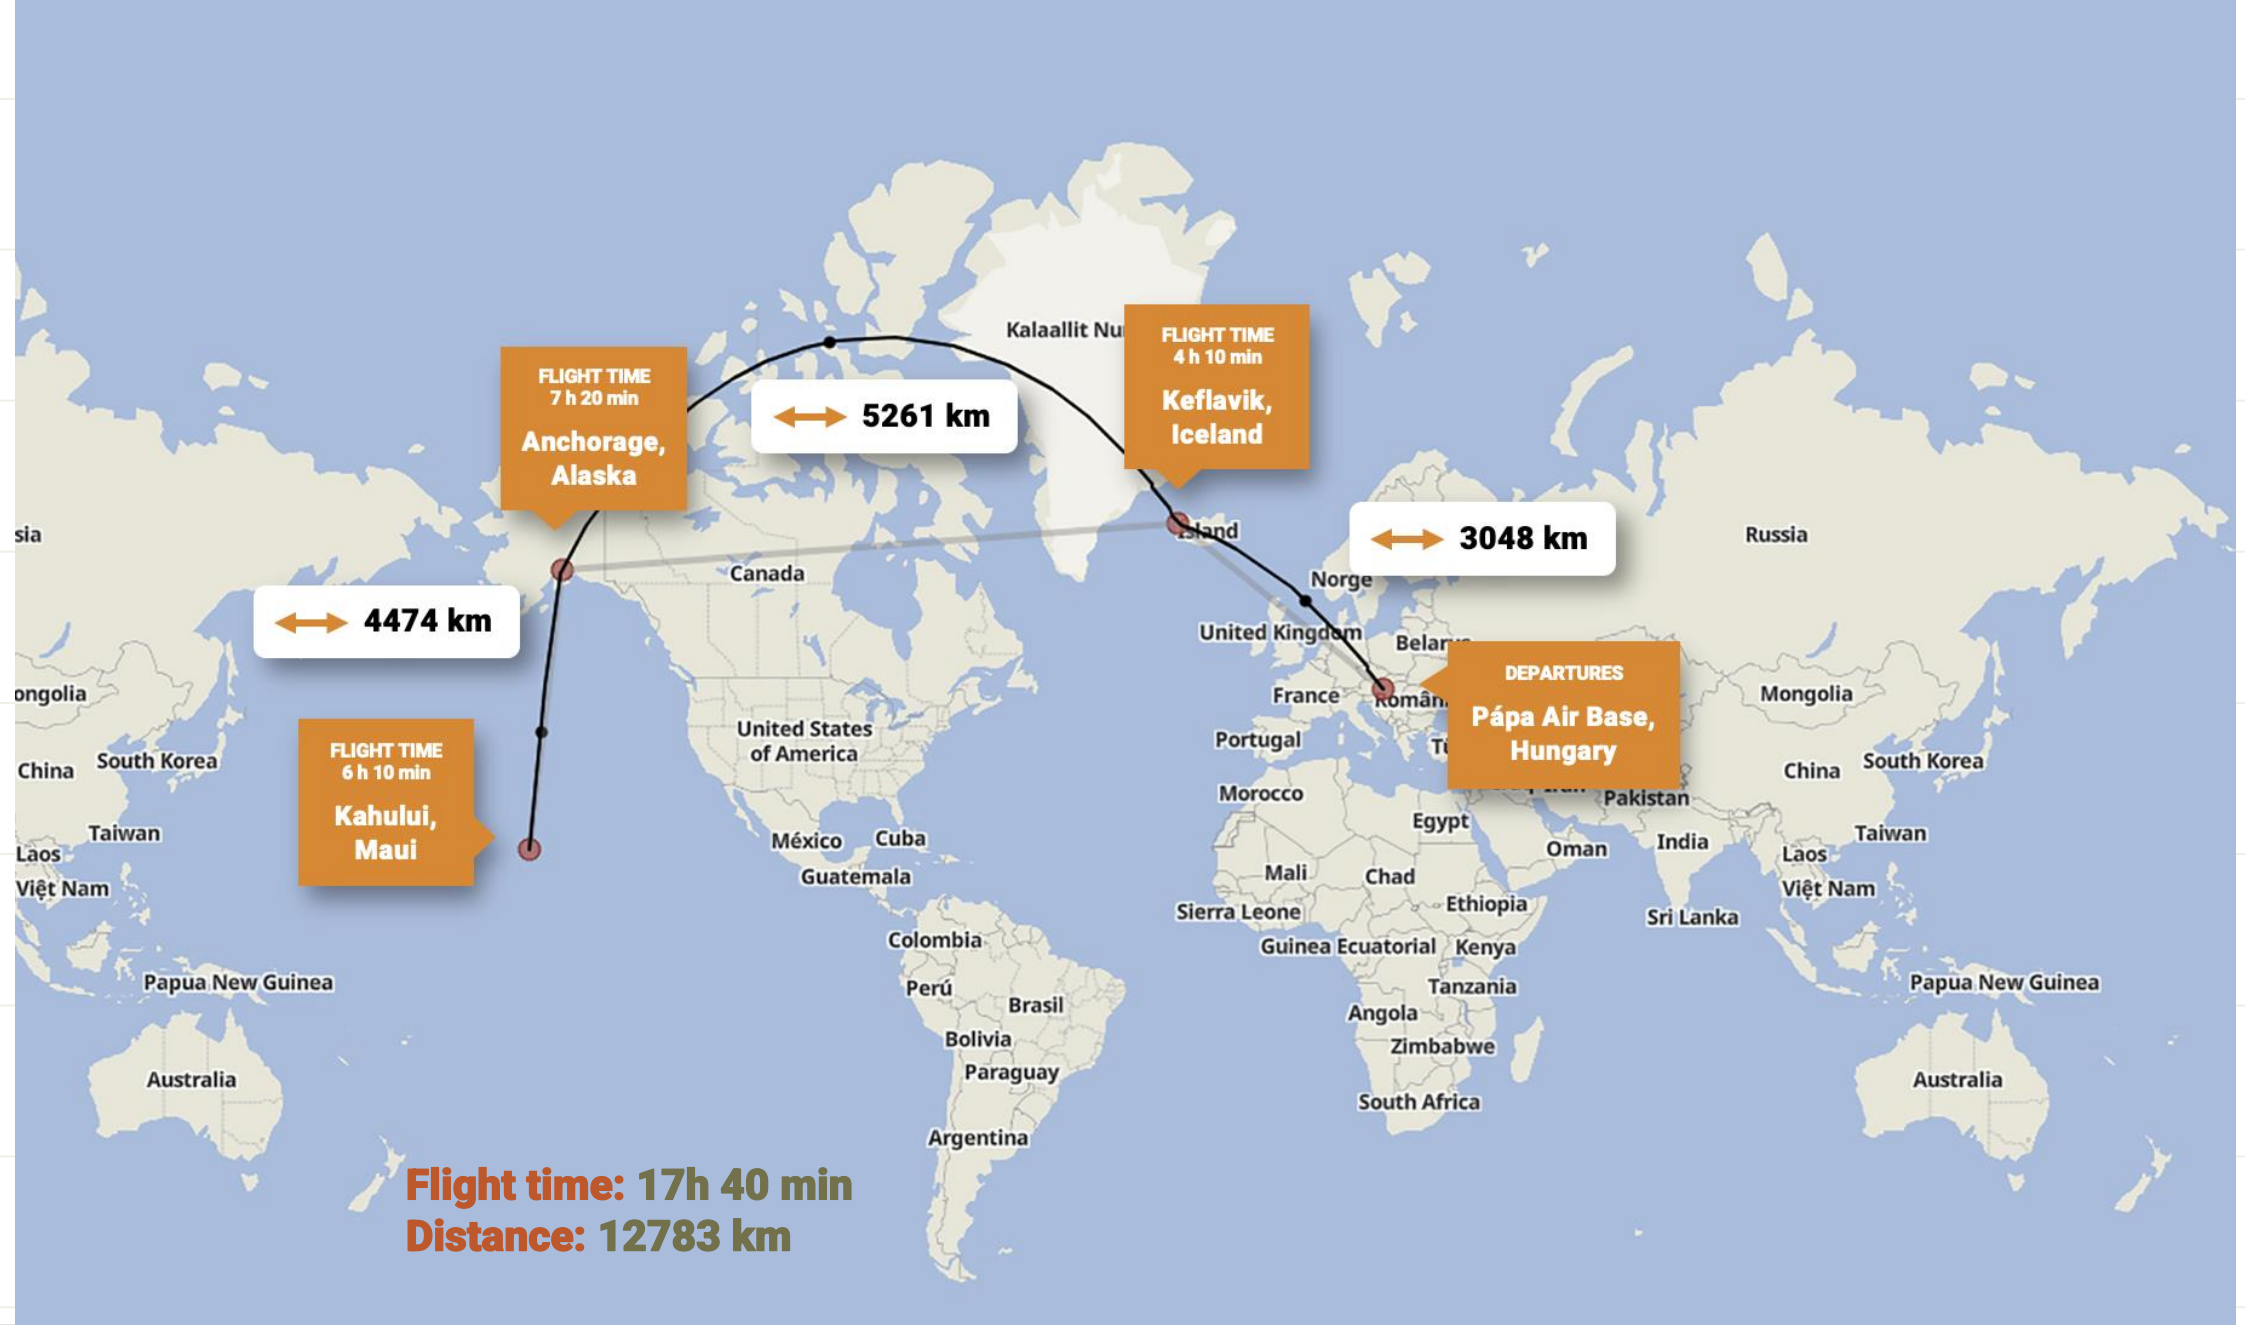 Kalaallit Nu
FLIGHT TIME
4 h 10 min
Keflavik,
Iceland
FLIGHT TIME
7 h 20 min
Anchorage,
Alaska
5261 km
3048 km
4474 km
sia
Island
Russia
Canada
Norge
United Kingdom
Belarus
DEPARTURES
Pápa Air Base,
Hungary
ongolia
France
Român
Mongolia
FLIGHT TIME
6 h 10 min
Kahului,
Maui
United States
of America
Portugal
China
South Korea
China
South Korea
Morocco
Pakistan
Taiwan
México
Cuba
Egypt
Oman
India
Taiwan
Laos
Laos
Việt Nam
Guatemala
Mali
Chad
Việt Nam
Sierra Leone
Ethiopia
Sri Lanka
Colombia
Guinea Ecuatorial
Kenya
Papua New Guinea
Perú
Brasil
Tanzania
Papua New Guinea
Angola
Bolivia
Zimbabwe
Australia
Paraguay
South Africa
Australia
Argentina
Flight time: 17h 40 min
Distance: 12783 km